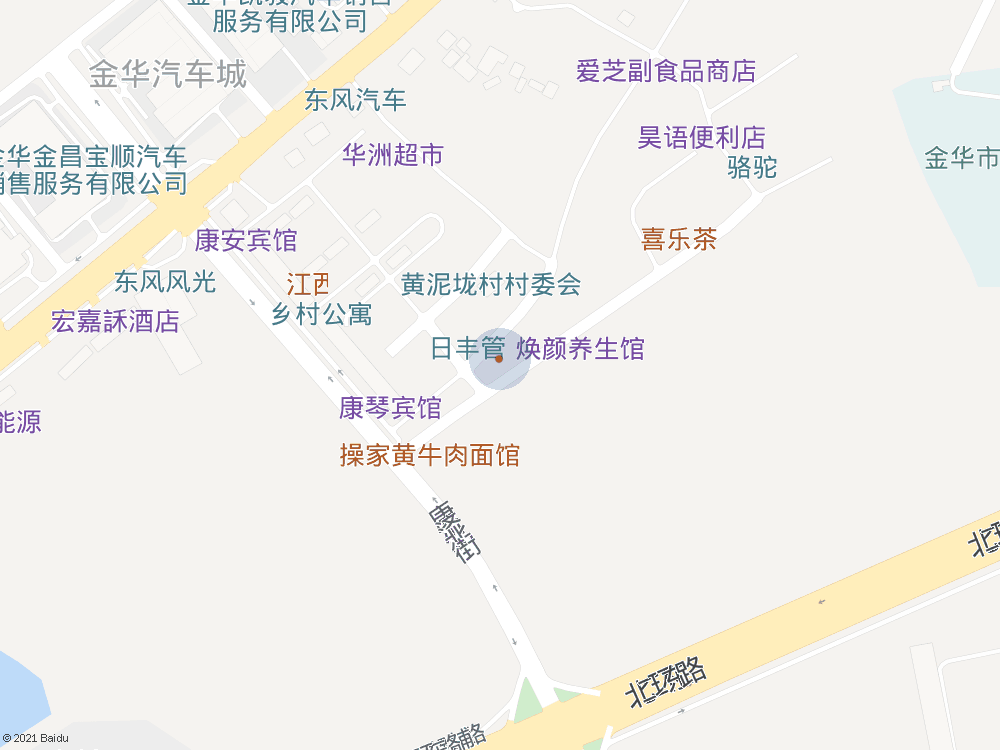 服务有限公司
金华汽车城
爱芝副食品商店
东风汽车
昊语便利店
华洲超市
华金昌宝顺汽车
销售服务有限公司
骆驼
金华市
康安宾馆
喜乐茶
东风风光
江西
黄泥垅村村委会
乡村公寓
宏嘉訸酒店
日丰管
焕颜养生馆
康琴宾馆
能源
操家黄牛肉面馆
康北街
北环路
© 2021 Baidu